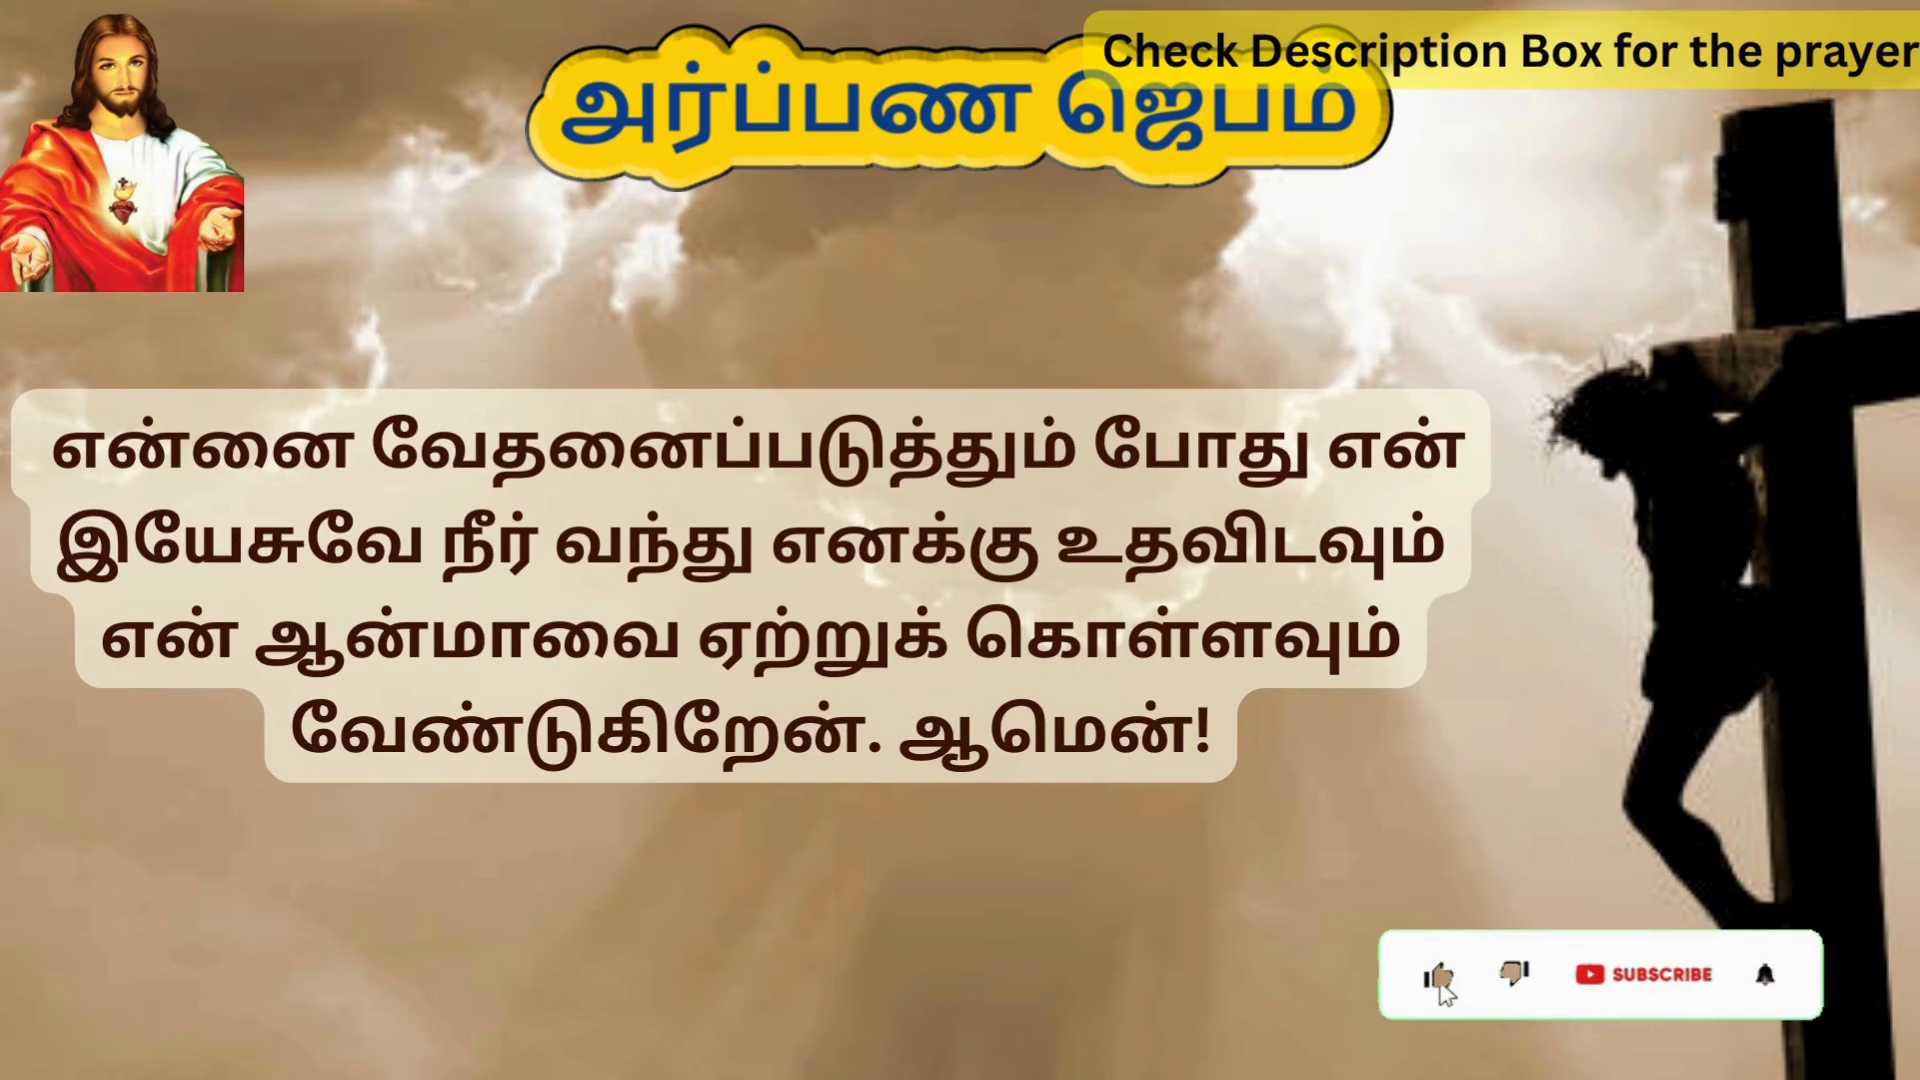 Check Description Box for the prayer
அர்ப்பண ஜெபம்
என்னை வேதனைப்படுத்தும் போது என்
இயேசுவே நீர் வந்து எனக்கு உதவிடவும்
என் ஆன்மாவை ஏற்றுக் கொள்ளவும்
வேண்டுகிறேன். ஆமென்!
SUBSCRIBE